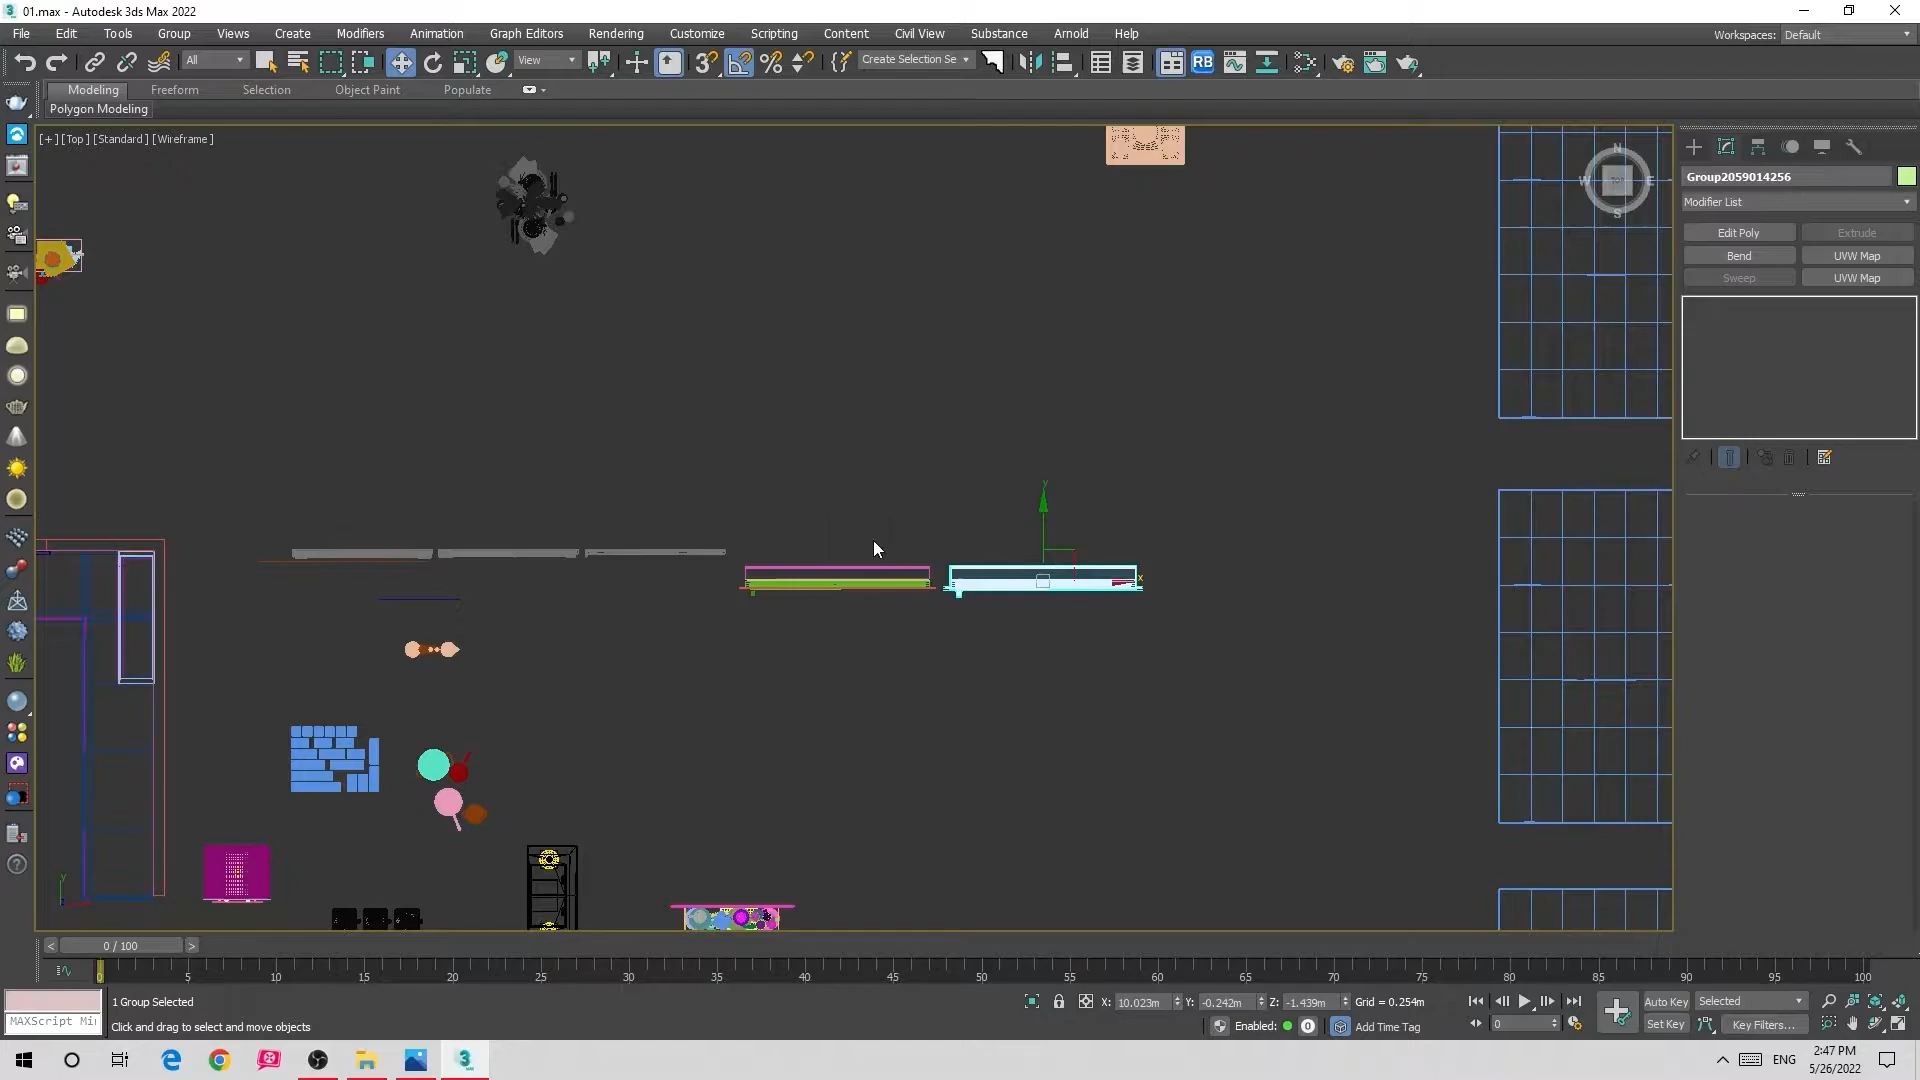 01.max - Autodesk 3ds Max 2022
File Edit Tools Group Views Create Modifiers Animation Graph Editors Rendering Customize Scripting Content Civil View Substance Arnold Help
Workspaces: Default
All View Create Selection Se RB
Modeling Freeform Selection Object Paint Populate
Polygon Modeling
[+] [Top] [Standard] [Wireframe]
N
W TOP E
S
Group2059014256
Modifier List
Edit Poly Extrude
Bend UVW Map
Sweep UVW Map
y
x
y
0 / 100
0 5 10 15 20 25 30 35 40 45 50 55 60 65 70 75 80 85 90 95 100
1 Group Selected
X: 10.023m Y: -0.242m Z: -1.439m Grid = 0.254m
Auto Key Selected
MAXScript Mi
Click and drag to select and move objects
Enabled: 0 Add Time Tag
0
Set Key Key Filters...
ENG
2:47 PM
5/26/2022